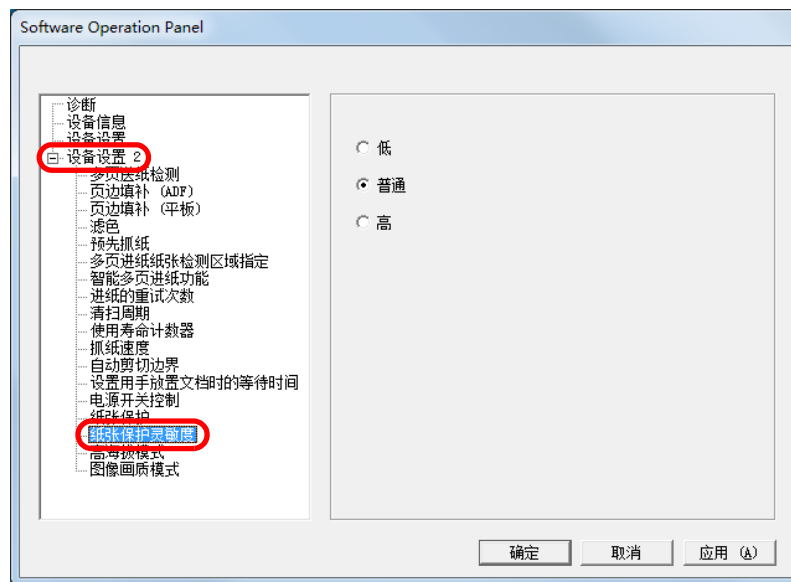 Software Operation Panel
诊断
设备信息
设备设置
设备设置 2
多页送纸检测
页边填补 (ADF)
页边填补 (平板)
滤色
预先抓纸
多页进纸纸张检测区域指定
智能多页进纸功能
进纸的重试次数
清扫周期
使用寿命计数器
抓纸速度
自动剪切边界
设置用手放置文档时的等待时间
电源开关控制
纸张保护
纸张保护灵敏度
高海拔模式
图像画质模式
低
普通
高
确定
取消
应用 (A)